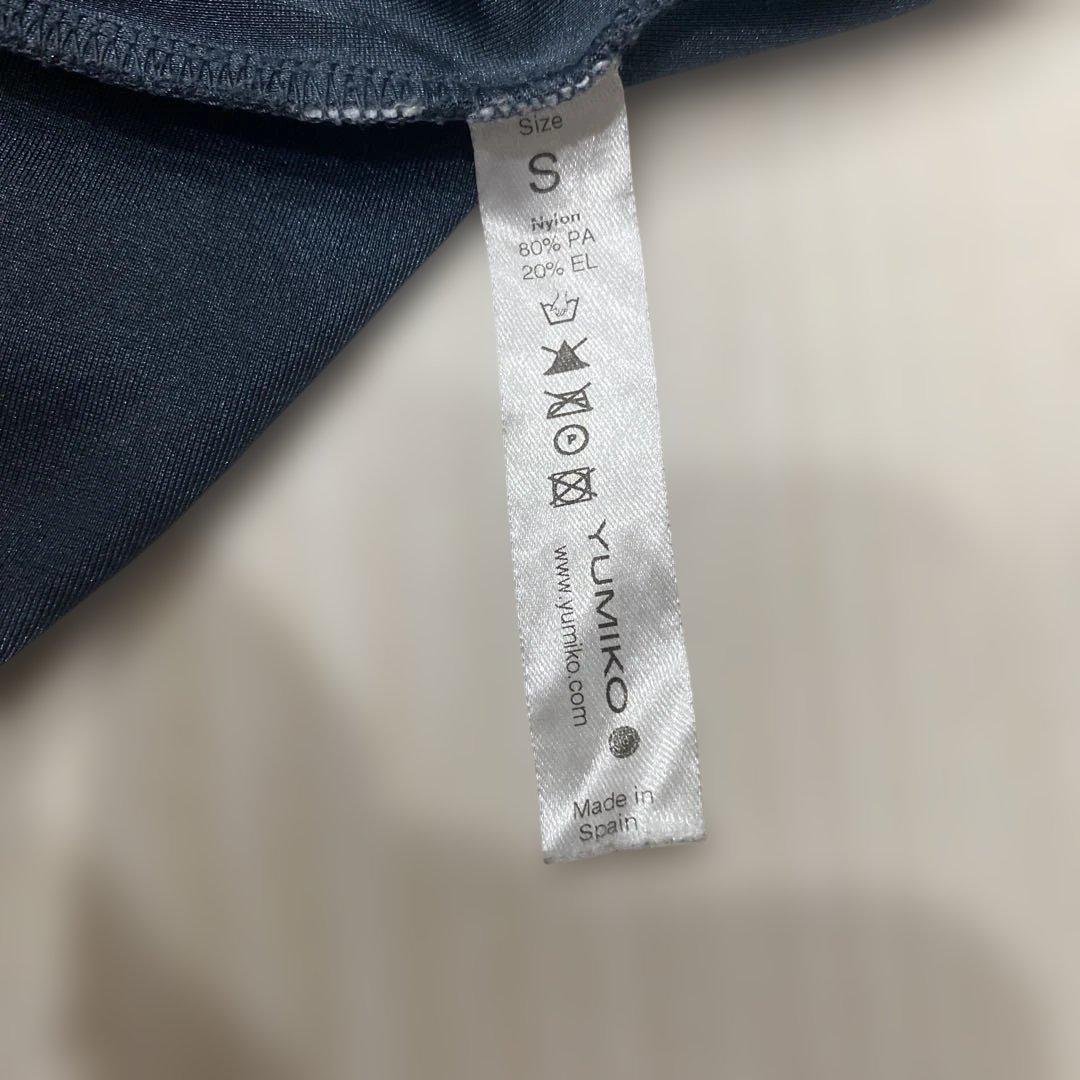 Size
S
Nylon
80% PA
20% EL
P
YUMIKO
www.yumiko.com
Made in
Spain